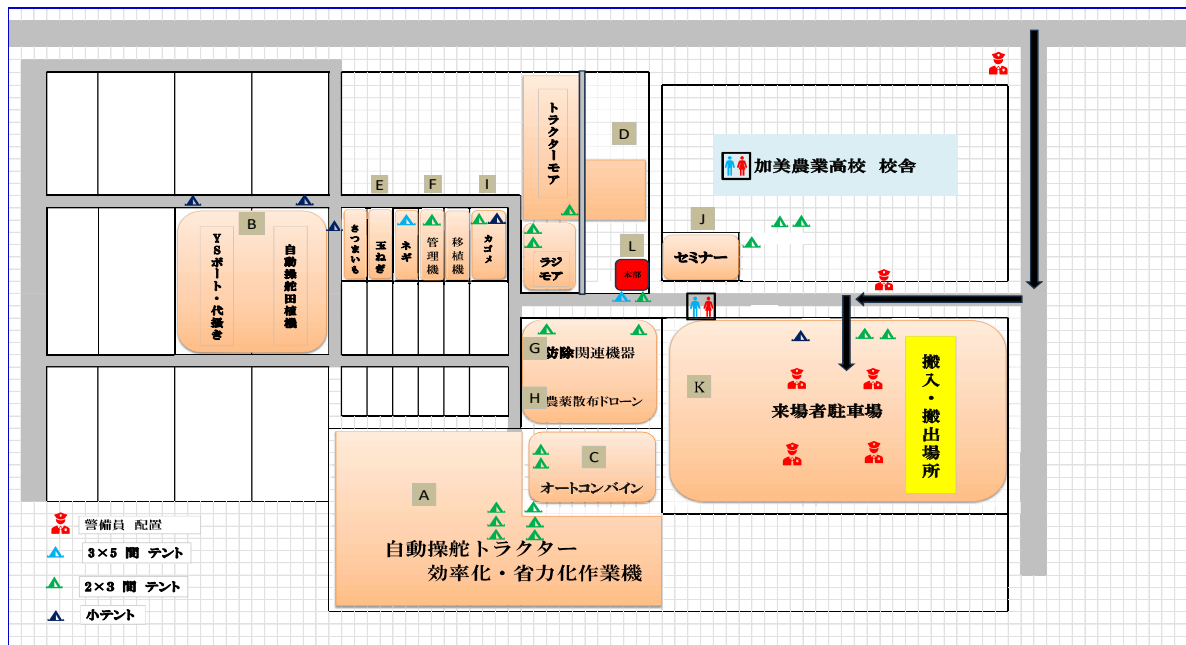 トラクターモア
D
加美農業高校 校舎
E
F
I
B
J
YSボート・代掻き
自動操舵田植機
さつまいも
玉ねぎ
ネギ
管理機
移植機
カゴメ
ラジ
モア
L
本部
セミナー
G
防除関連機器
H
農薬散布ドローン
K
来場者駐車場
搬入・搬出場所
C
オートコンバイン
A
自動操舵トラクター
効率化・省力化作業機
警備員 配置
3×5 間 テント
2×3 間 テント
小テント